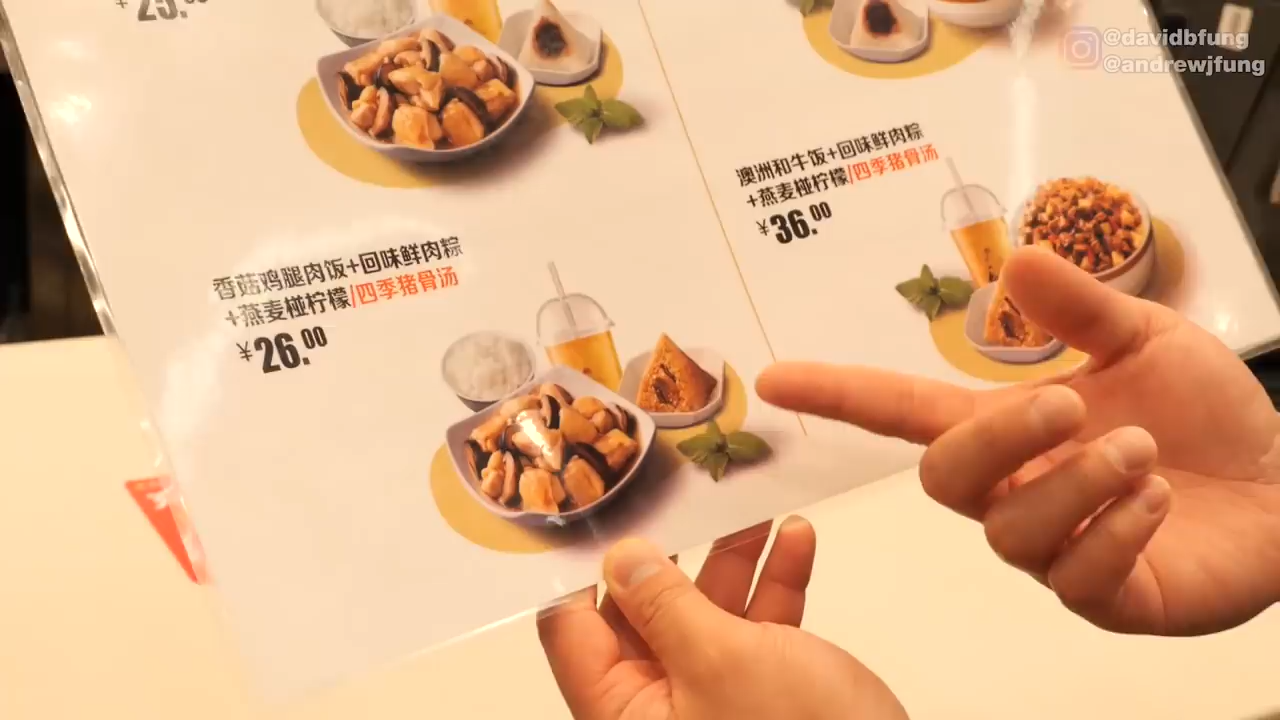 @davidbfung
@andrewjfung
澳洲和牛饭+回味鲜肉粽
+燕麦椪柠檬/四季猪骨汤
¥36.00
香菇鸡腿肉饭+回味鲜肉粽
+燕麦椪柠檬/四季猪骨汤
¥26.00